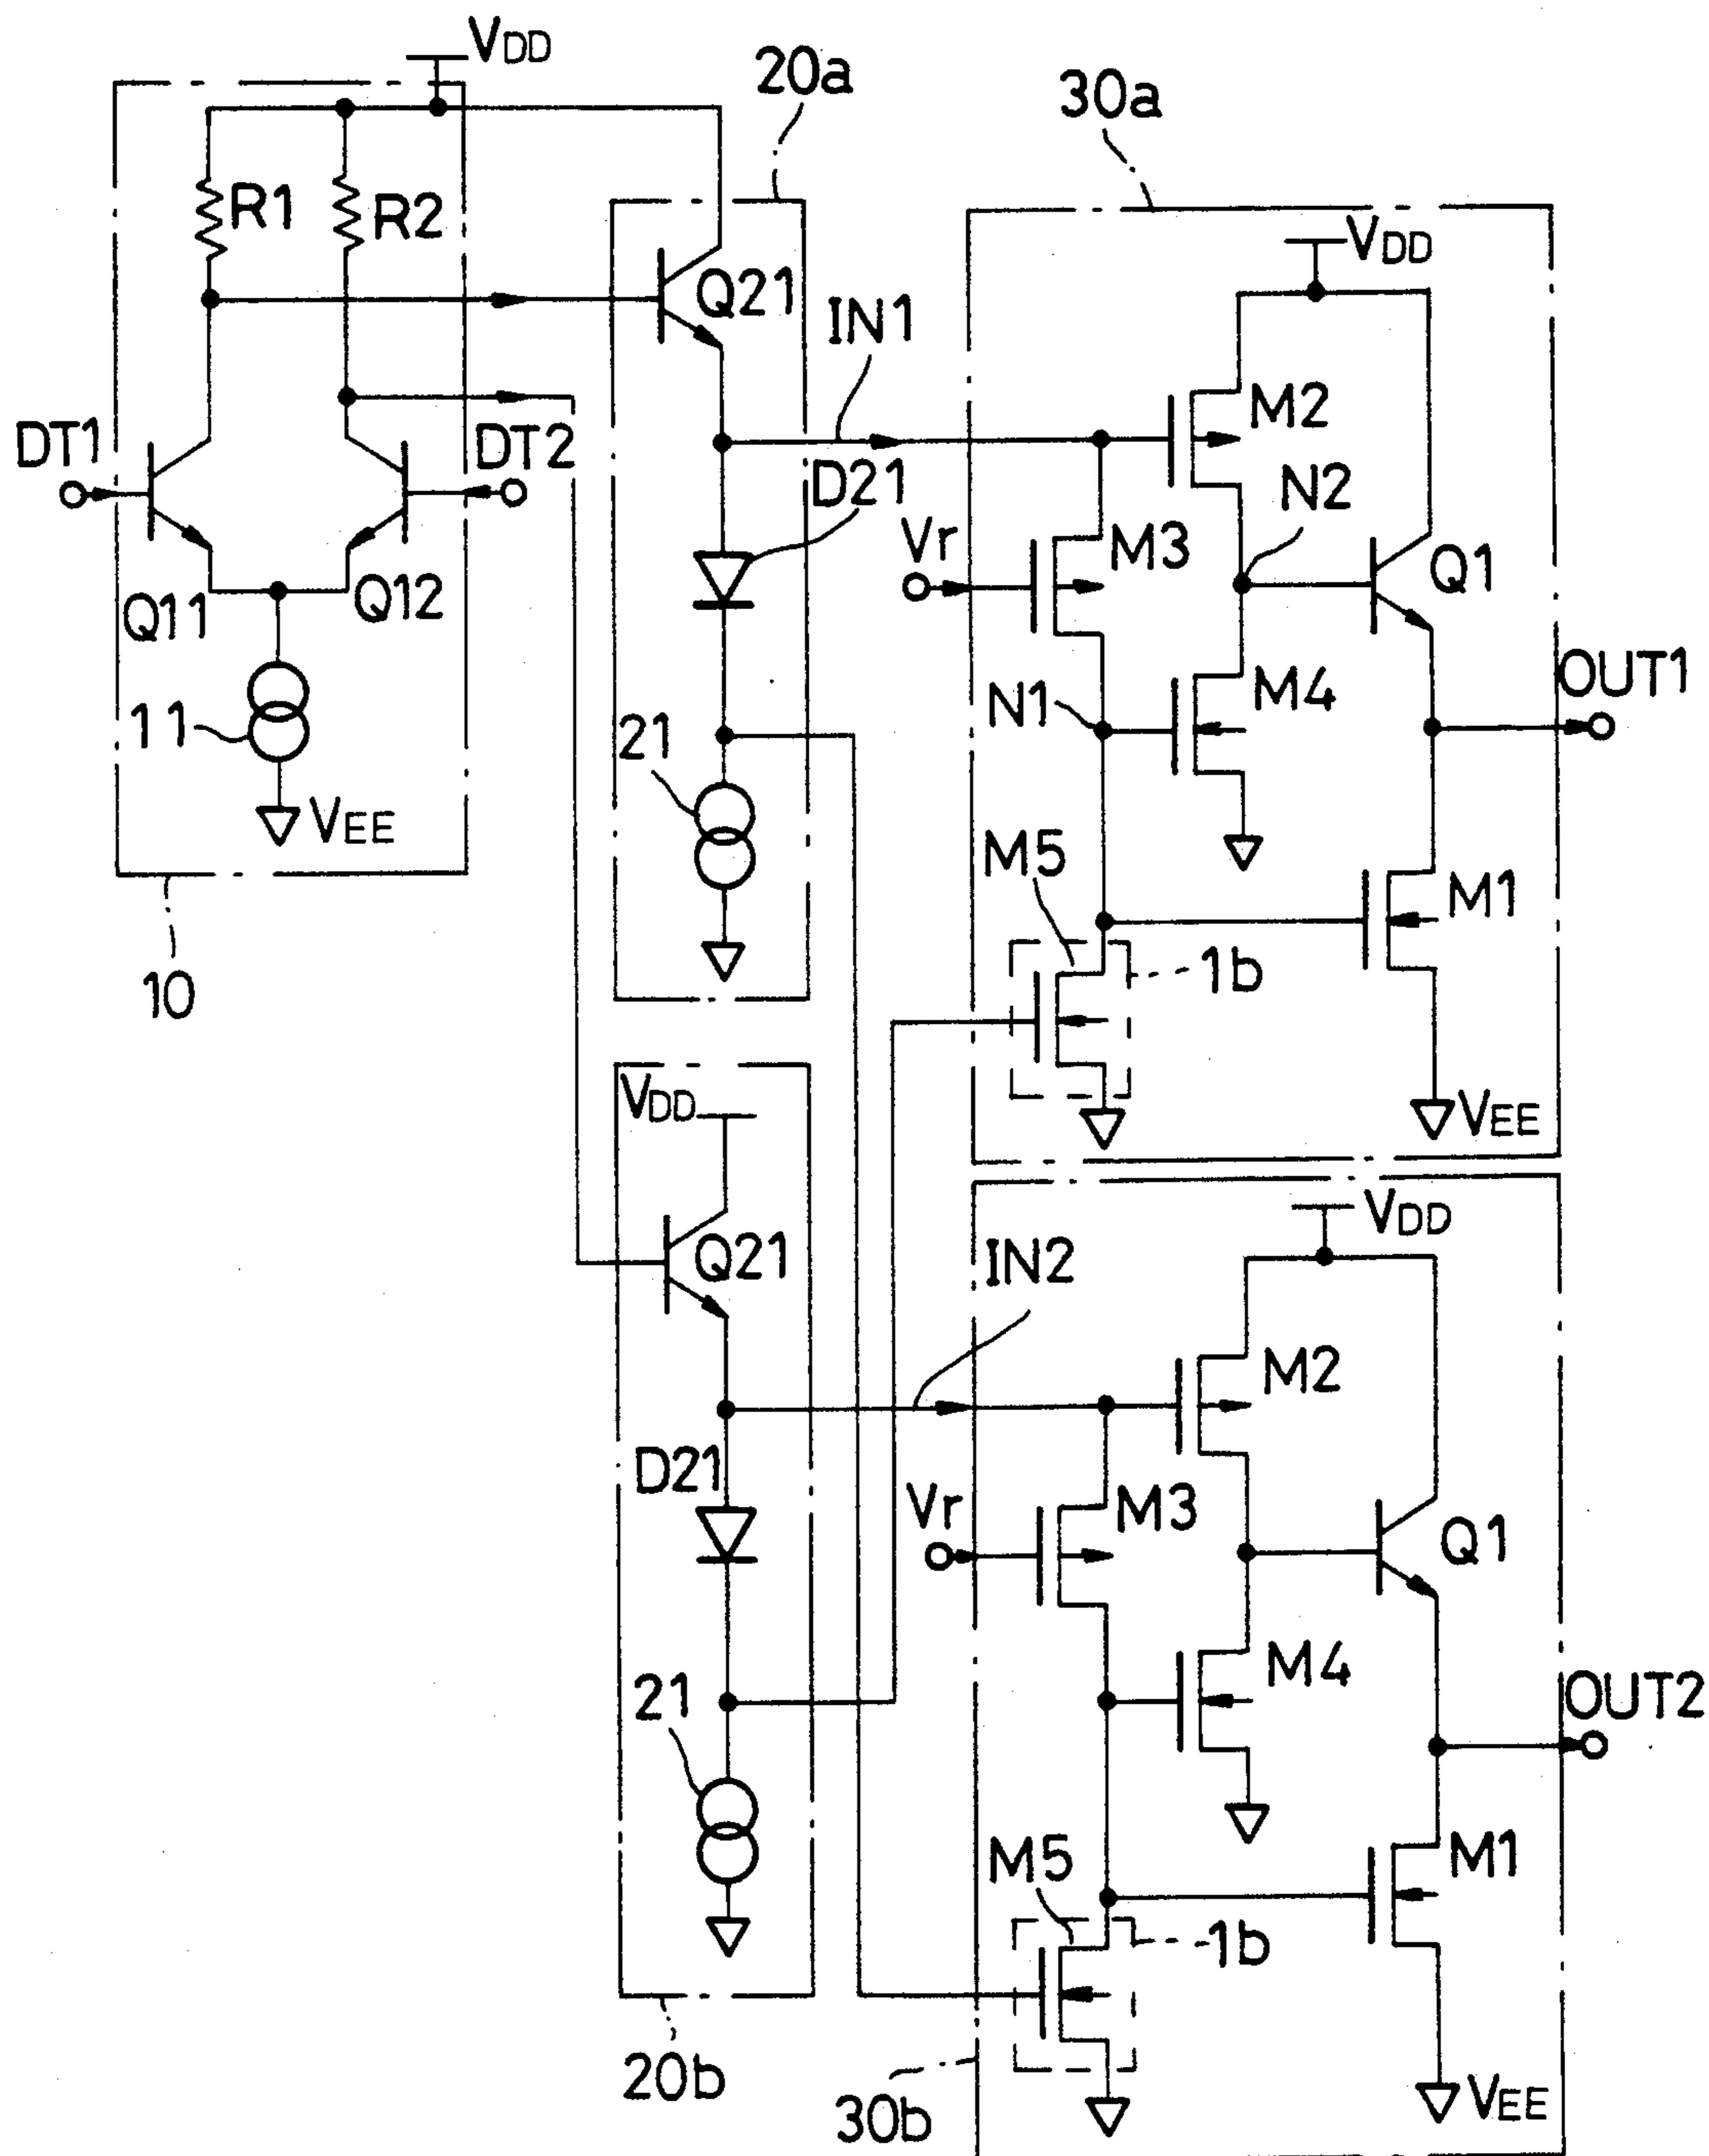 VDD
20a
30a
R1
R2
VDD
Q21
IN1
M2
DT1
DT2
D21
N2
Vr
M3
Q1
Q11
Q12
M4
OUT1
N1
11
21
VEE
M5
M1
10
1b
VDD
VEE
VDD
Q21
IN2
M2
D21
Vr
M3
Q1
M4
21
OUT2
M5
M1
1b
20b
30b
VEE